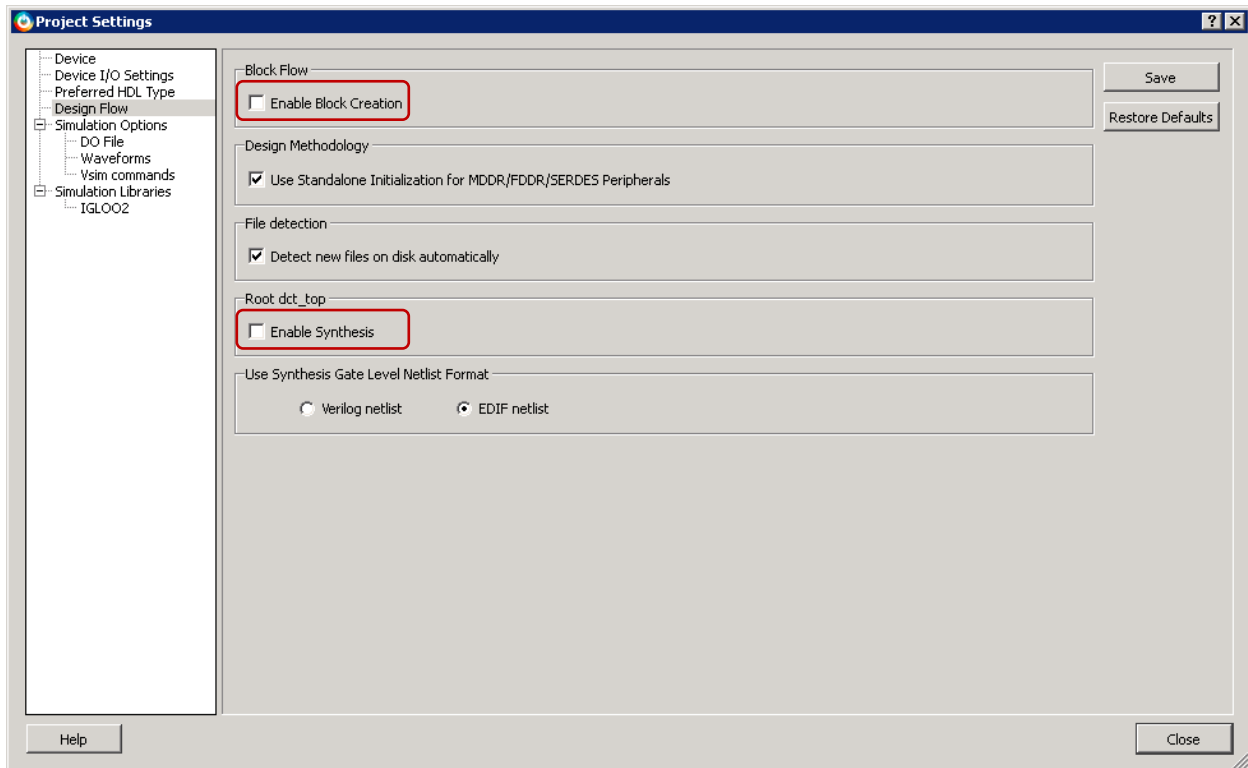 Project Settings
Device
Device I/O Settings
Preferred HDL Type
Design Flow
Simulation Options
DO File
Waveforms
Vsim commands
Simulation Libraries
IGLOO2
Block Flow
Enable Block Creation
Design Methodology
Use Standalone Initialization for MDDR/FDDR/SERDES Peripherals
File detection
Detect new files on disk automatically
Root dct_top
Enable Synthesis
Use Synthesis Gate Level Netlist Format
Verilog netlist EDIF netlist
Save
Restore Defaults
Help
Close